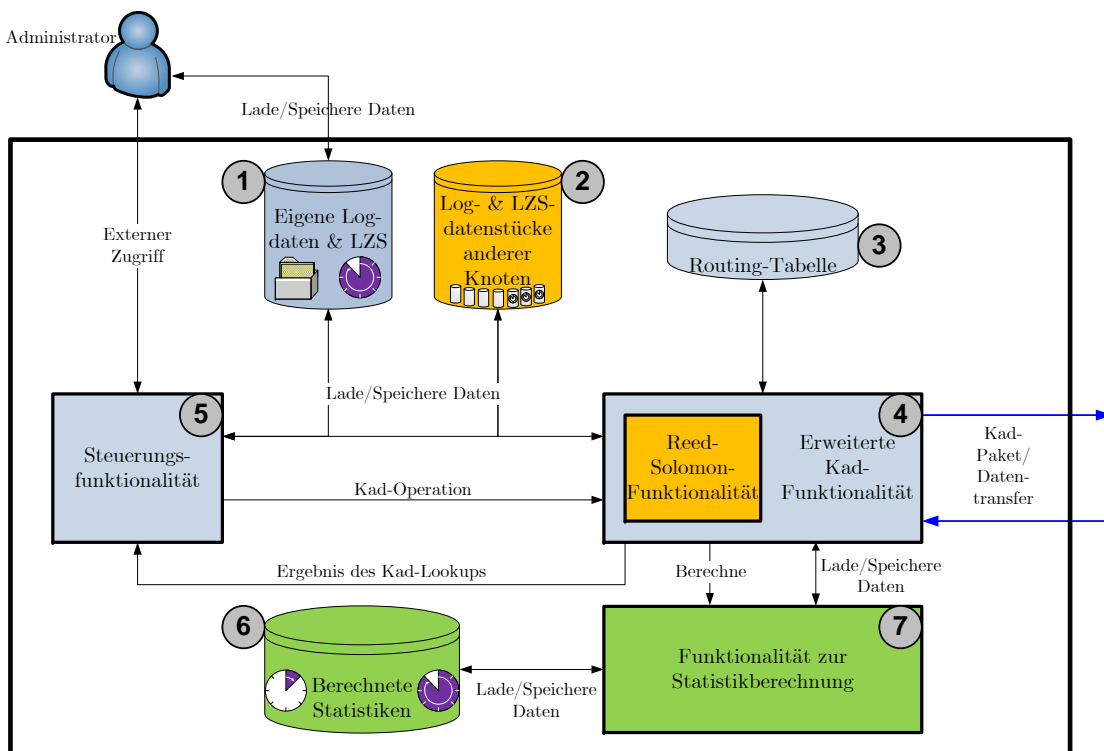 Administrator
Lade/Speichere Daten
1
Eigene Log-
daten & LZS
2
Log- & LZS-
datenstücke
anderer
Knoten
3
Routing-Tabelle
Externer
Zugriff
Lade/Speichere Daten
5
Steuerungs-
funktionalität
4
Reed-
Solomon-
Funktionalität
Erweiterte
Kad-
Funktionalität
Kad-
Paket/
Daten-
transfer
Kad-Operation
Ergebnis des Kad-Lookups
Berechne
Lade/Speichere
Daten
6
Berechnete
Statistiken
Lade/Speichere
Daten
7
Funktionalität zur
Statistikberechnung